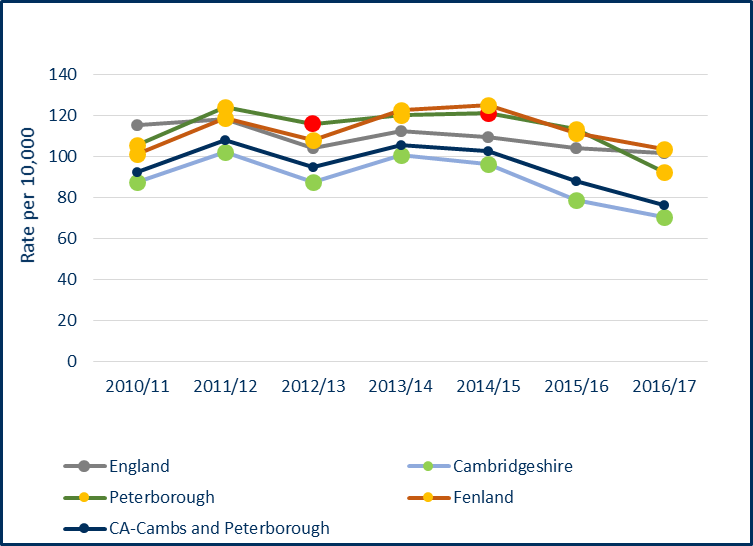 Rate per 10,000
140
120
100
80
60
40
20
0
2010/11 2011/12 2012/13 2013/14 2014/15 2015/16 2016/17
England Cambridgeshire
Peterborough Fenland
CA-Cambs and Peterborough